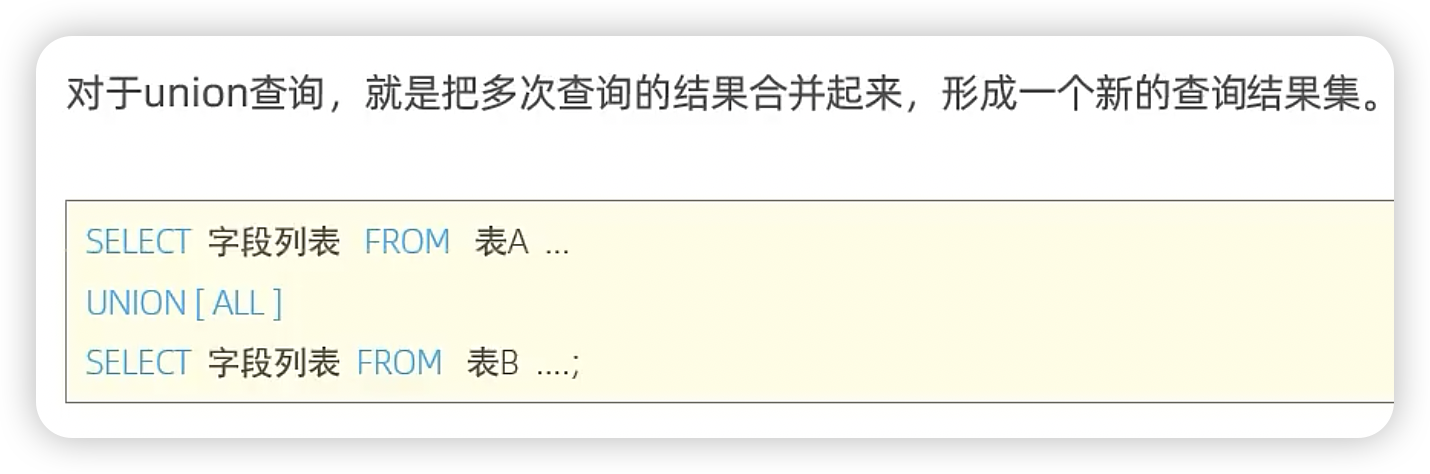 对于union查询，就是把多次查询的结果合并起来，形成一个新的查询结果集。
SELECT 字段列表 FROM 表A ...
UNION [ ALL ]
SELECT 字段列表 FROM 表B ....;